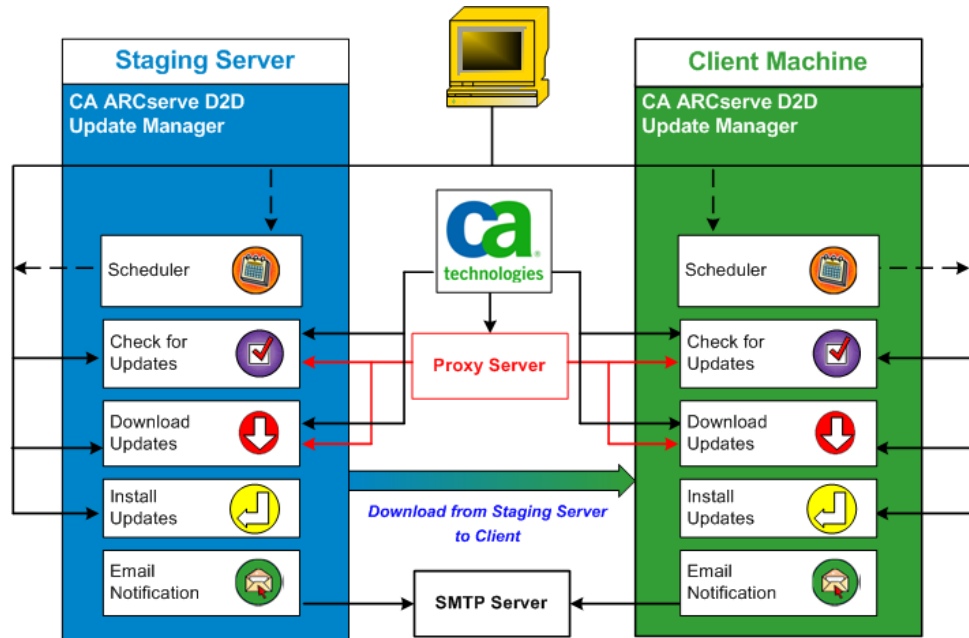 Staging Server
CA ARCserve D2D
Update Manager
Scheduler
Check for
Updates
Download
Updates
Install
Updates
Email
Notification
ca®
technologies
Proxy Server
Download from Staging Server
to Client
SMTP Server
Client Machine
CA ARCserve D2D
Update Manager
Scheduler
Check for
Updates
Download
Updates
Install
Updates
Email
Notification